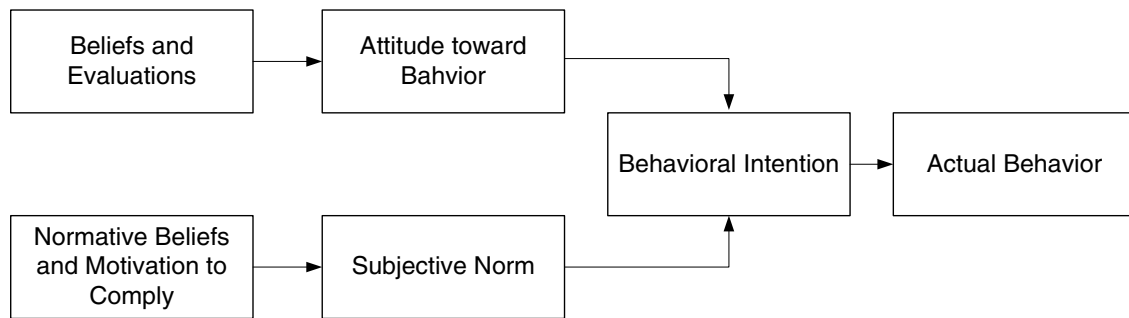 Beliefs and
Evaluations
Attitude toward
Bahvior
Behavioral Intention
Actual Behavior
Normative Beliefs
and Motivation to
Comply
Subjective Norm